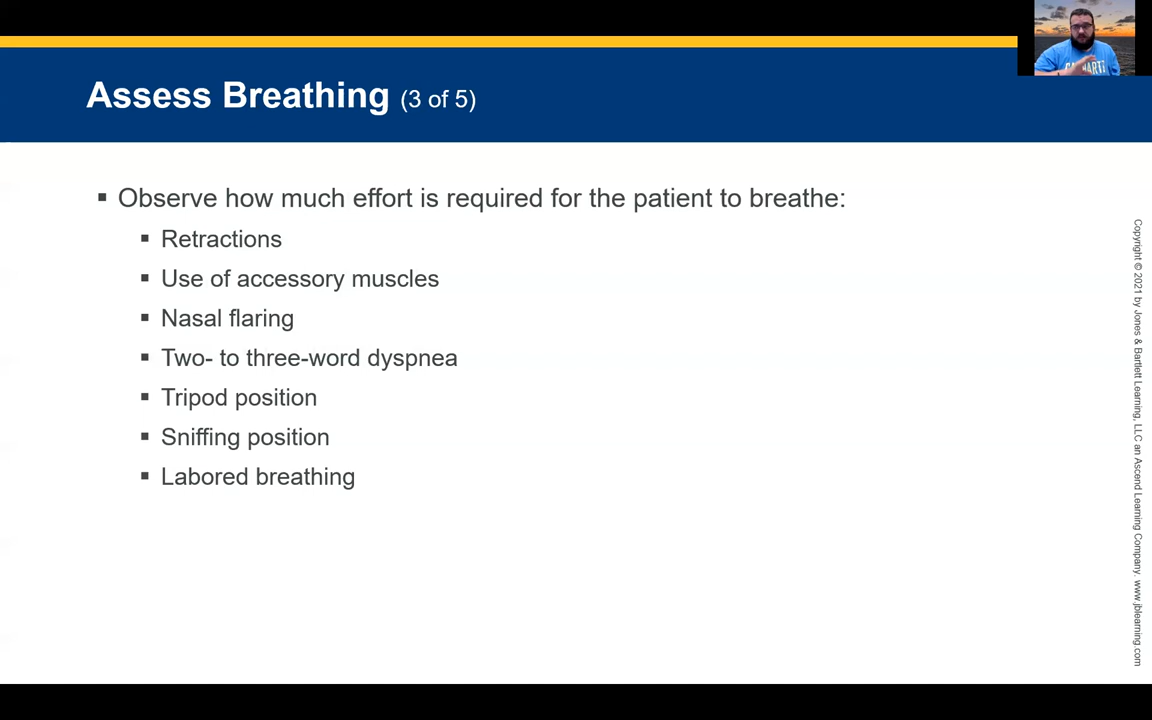 Assess Breathing (3 of 5)
▪ Observe how much effort is required for the patient to breathe:
▪ Retractions
▪ Use of accessory muscles
▪ Nasal flaring
▪ Two- to three-word dyspnea
▪ Tripod position
▪ Sniffing position
▪ Labored breathing
Copyright © 2021 by Jones & Bartlett Learning, LLC an Ascend Learning Company. www.jblearning.com